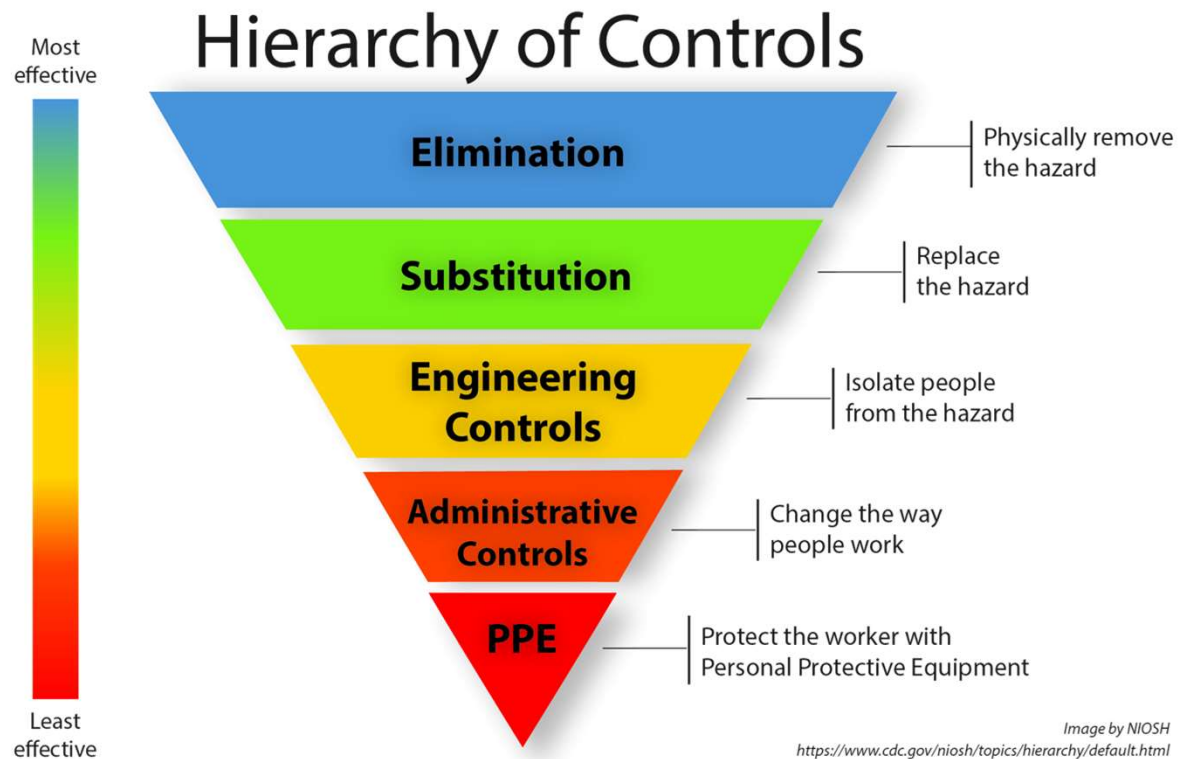 Hierarchy of Controls
Most
effective
Elimination
Physically remove
the hazard
Substitution
Replace
the hazard
Engineering
Controls
Isolate people
from the hazard
Administrative
Controls
Change the way
people work
PPE
Protect the worker with
Personal Protective Equipment
Least
effective
Image by NIOSH
https://www.cdc.gov/niosh/topics/hierarchy/default.html